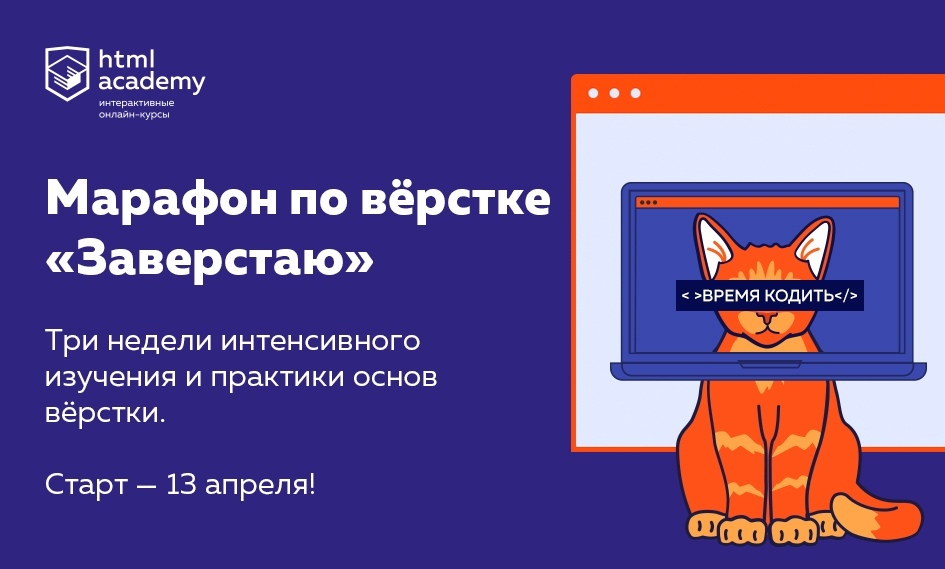 html
academy
интерактивные
онлайн-курсы
Марафон по вёрстке
«Заверстаю»
Три недели интенсивного
изучения и практики основ
вёрстки.
Старт — 13 апреля!
< >ВРЕМЯ КОДИТЬ</>